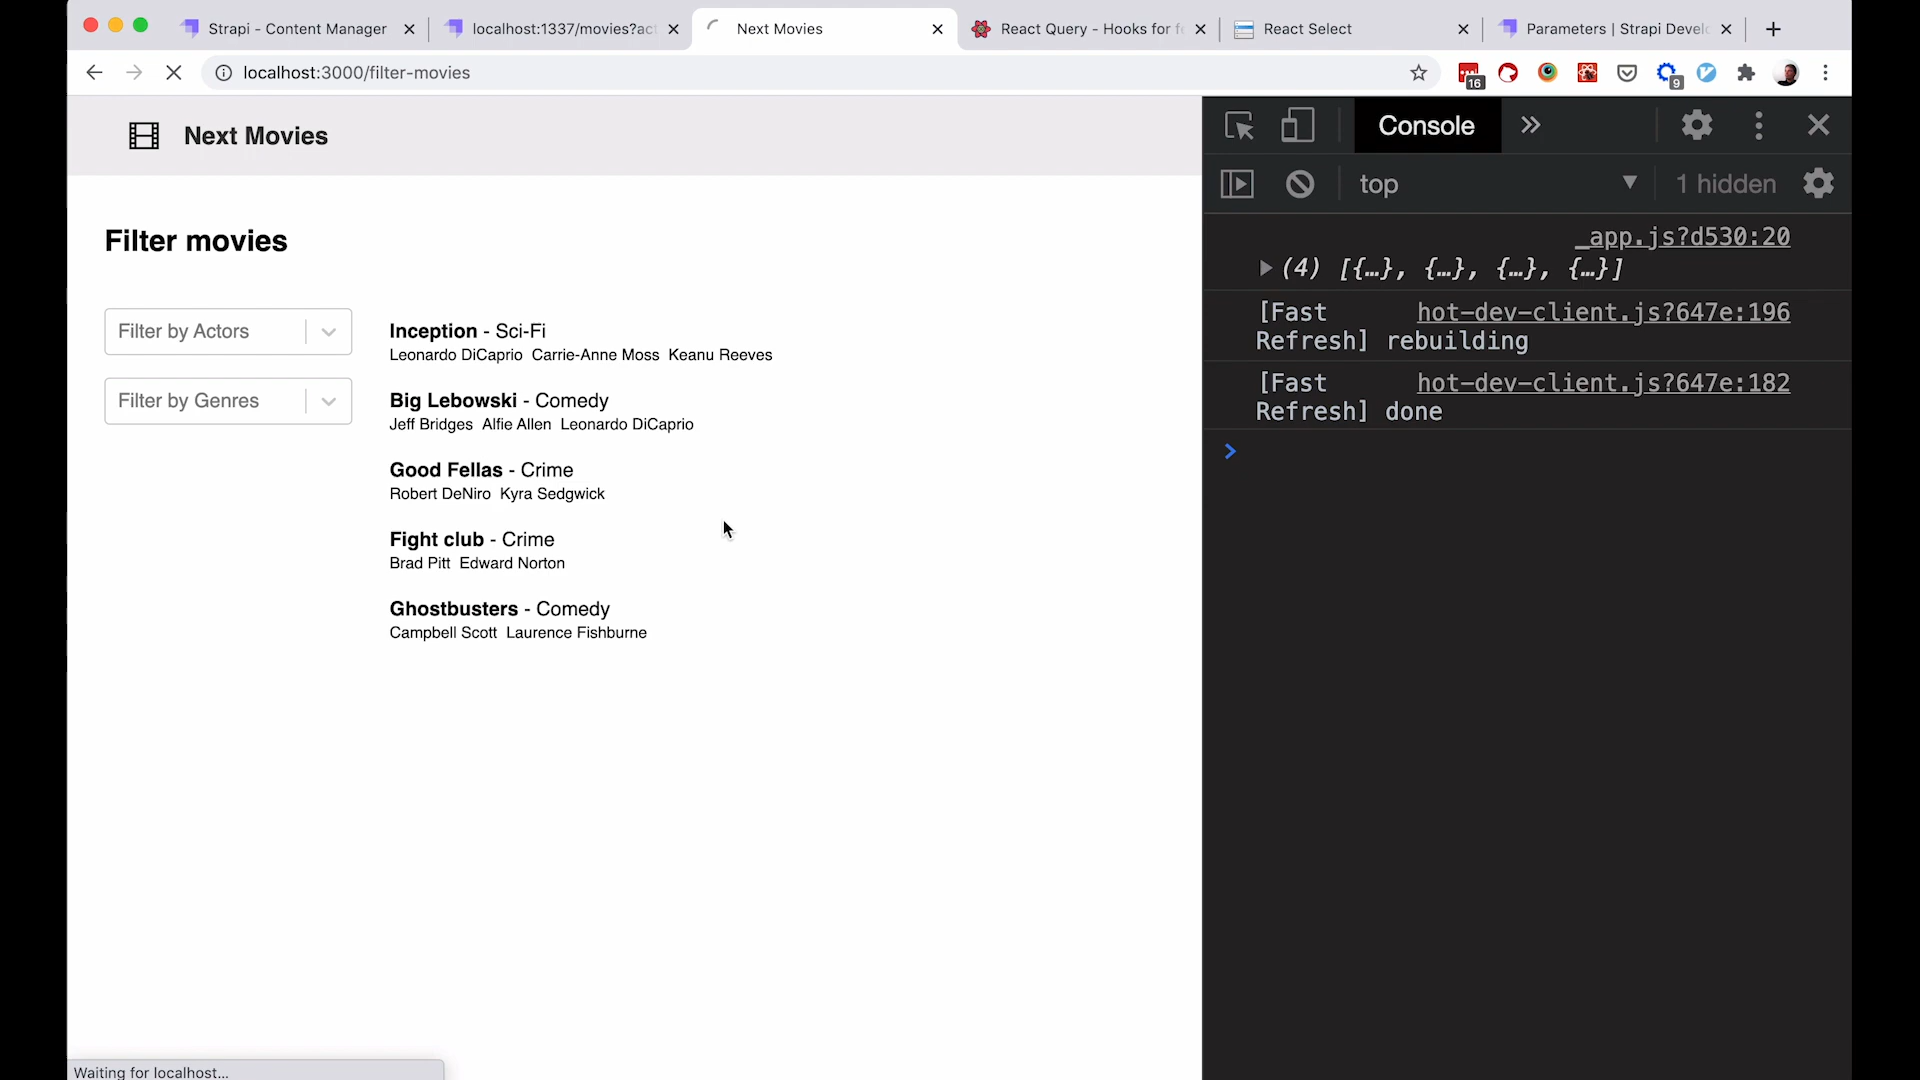 Strapi - Content Manager
localhost:1337/movies?act
Next Movies
React Query - Hooks for fe
React Select
Parameters | Strapi Develo
localhost:3000/filter-movies
16
9
Next Movies
Filter movies
Filter by Actors
Filter by Genres
Inception - Sci-Fi
Leonardo DiCaprio Carrie-Anne Moss Keanu Reeves
Big Lebowski - Comedy
Jeff Bridges Alfie Allen Leonardo DiCaprio
Good Fellas - Crime
Robert DeNiro Kyra Sedgwick
Fight club - Crime
Brad Pitt Edward Norton
Ghostbusters - Comedy
Campbell Scott Laurence Fishburne
Waiting for localhost...
Console
top
1 hidden
_app.js?d530:20
(4) [{…}, {…}, {…}, {…}]
[Fast hot-dev-client.js?647e:196
Refresh] rebuilding
[Fast hot-dev-client.js?647e:182
Refresh] done